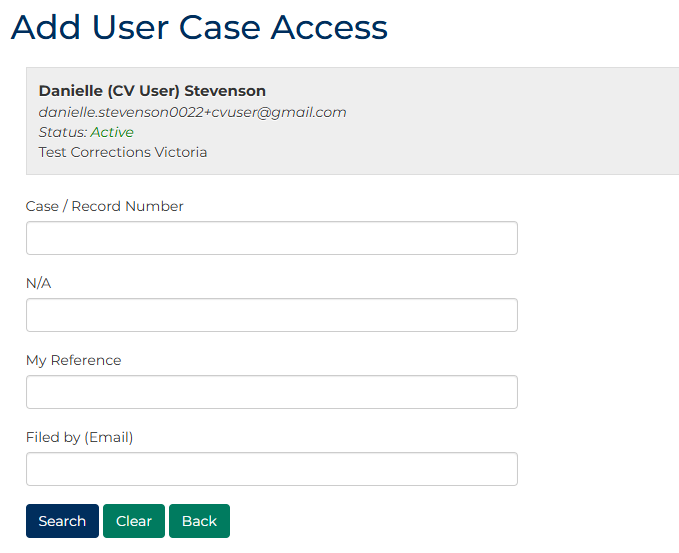 Add User Case Access
Danielle (CV User) Stevenson
danielle.stevenson0022+cvuser@gmail.com
Status: Active
Test Corrections Victoria
Case / Record Number
N/A
My Reference
Filed by (Email)
Search Clear Back